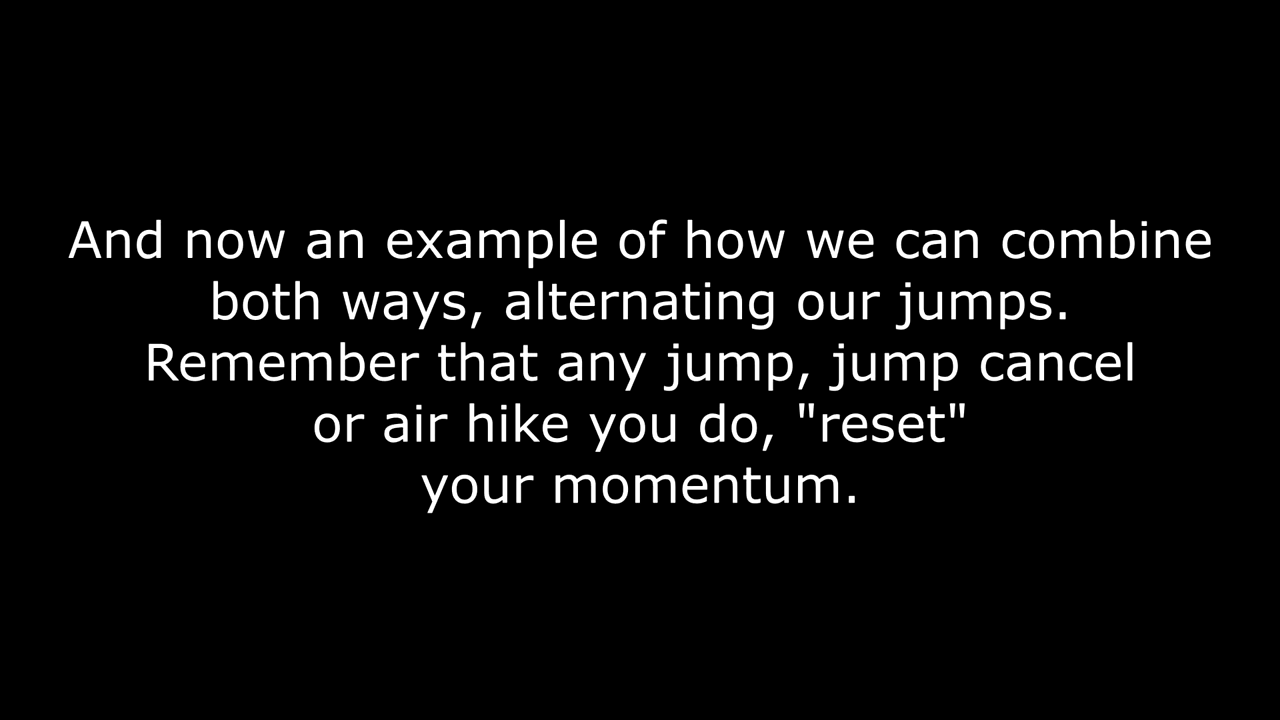 And now an example of how we can combine
both ways, alternating our jumps.
Remember that any jump, jump cancel
or air hike you do, "reset"
your momentum.